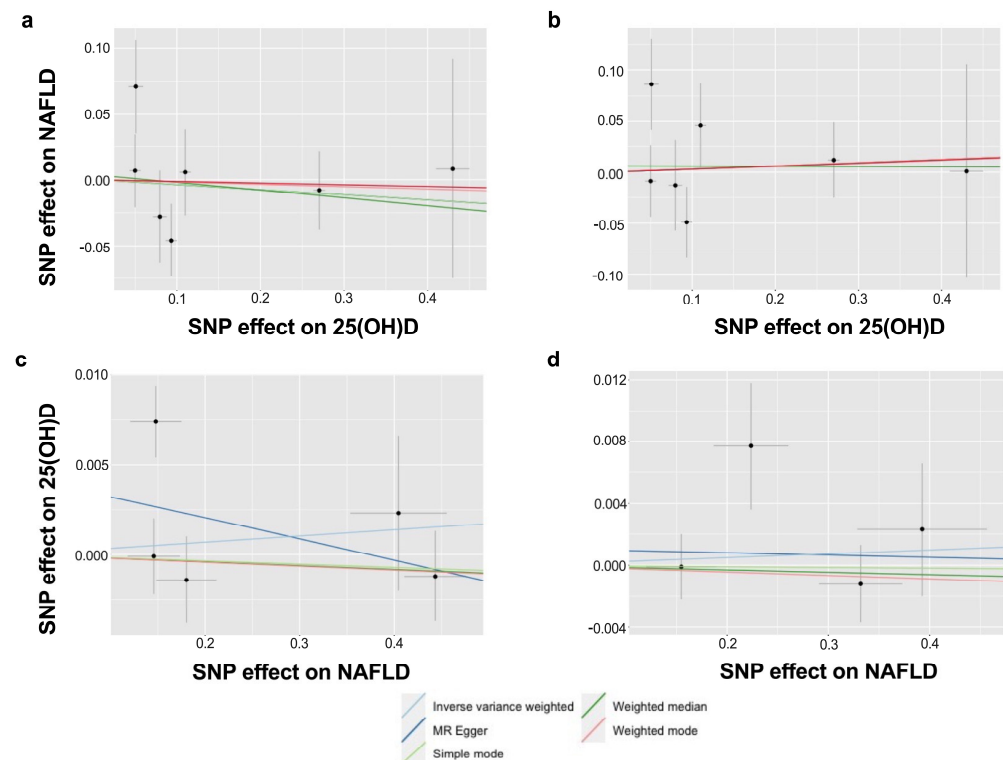 a
0.10
0.05
0.00
-0.05
0.1 0.2 0.3 0.4
SNP effect on NAFLD
SNP effect on 25(OH)D
b
0.10
0.05
0.00
-0.05
-0.10
0.1 0.2 0.3 0.4
SNP effect on 25(OH)D
c
0.010
0.005
0.000
0.2 0.3 0.4
SNP effect on 25(OH)D
SNP effect on NAFLD
d
0.012
0.008
0.004
0.000
-0.004
0.2 0.3 0.4
SNP effect on NAFLD
Inverse variance weighted
MR Egger
Simple mode
Weighted median
Weighted mode